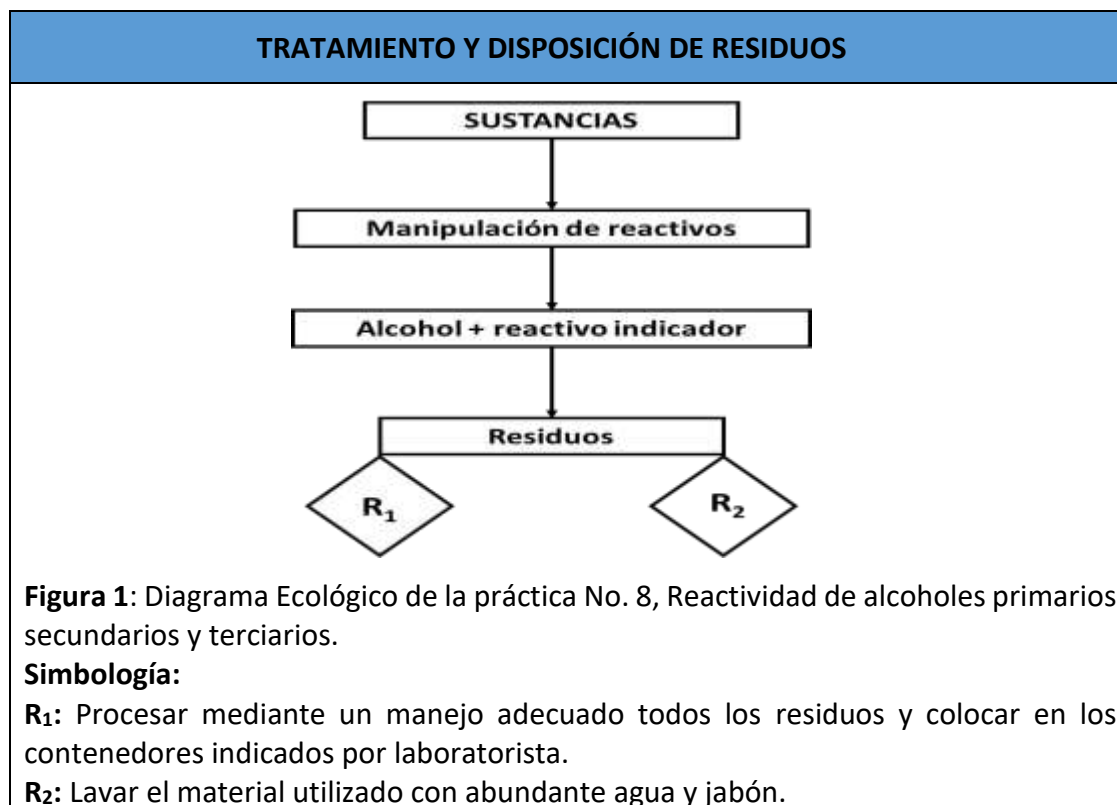 TRATAMIENTO Y DISPOSICIÓN DE RESIDUOS
SUSTANCIAS
Manipulación de reactivos
Alcohol + reactivo indicador
Residuos
R₁ R₂
Figura 1: Diagrama Ecológico de la práctica No. 8, Reactividad de alcoholes primarios
secundarios y terciarios.
Simbología:
R₁: Procesar mediante un manejo adecuado todos los residuos y colocar en los
contenedores indicados por laboratorista.
R₂: Lavar el material utilizado con abundante agua y jabón.